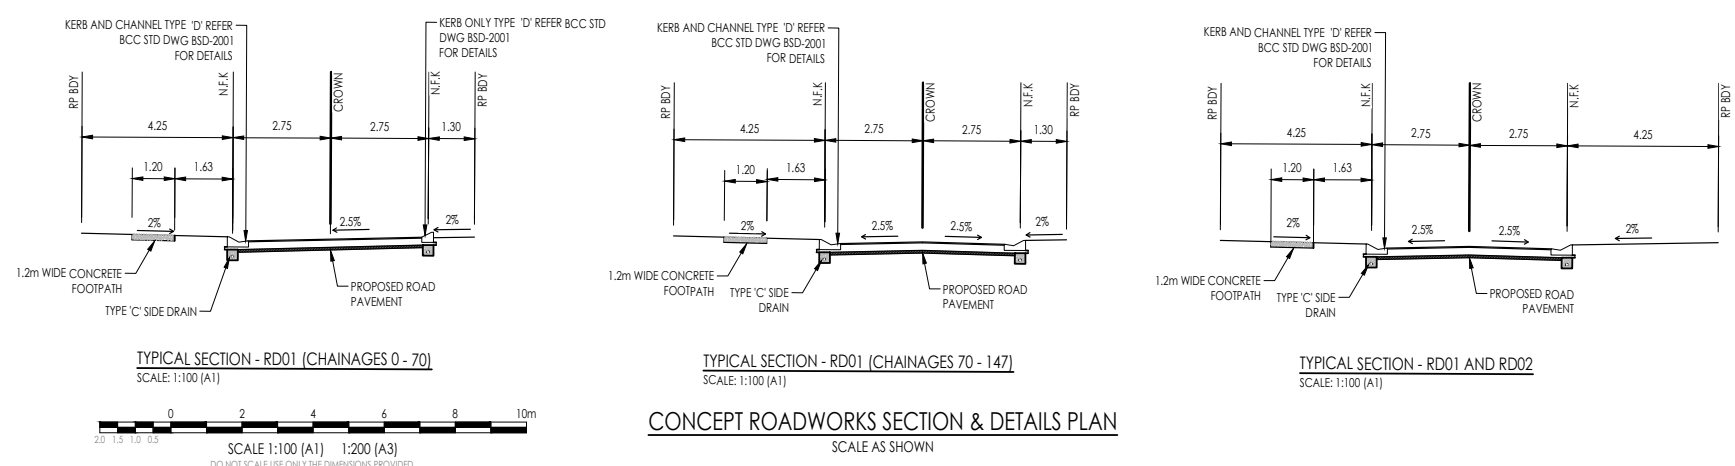 KERB AND CHANNEL TYPE 'D' REFER
BCC STD DWG BSD-2001
FOR DETAILS
KERB ONLY TYPE 'D' REFER BCC STD
DWG BSD-2001
FOR DETAILS
RP BDY
N.F.K
CROWN
N.F.K
RP BDY
4.25
2.75
2.75
1.30
1.20
1.63
2%
2.5%
2%
1.2m WIDE CONCRETE
FOOTPATH
TYPE 'C' SIDE DRAIN
PROPOSED ROAD
PAVEMENT
TYPICAL SECTION - RD01 (CHAINAGES 0 - 70)
SCALE: 1:100 (A1)
KERB AND CHANNEL TYPE 'D' REFER
BCC STD DWG BSD-2001
FOR DETAILS
RP BDY
N.F.K
CROWN
N.F.K
RP BDY
4.25
2.75
2.75
1.30
1.20
1.63
2%
2.5%
2.5%
2%
1.2m WIDE CONCRETE
FOOTPATH
TYPE 'C' SIDE
DRAIN
PROPOSED ROAD
PAVEMENT
TYPICAL SECTION - RD01 (CHAINAGES 70 - 147)
SCALE: 1:100 (A1)
KERB AND CHANNEL TYPE 'D' REFER
BCC STD DWG BSD-2001
FOR DETAILS
RP BDY
N.F.K
CROWN
N.F.K
RP BDY
4.25
2.75
2.75
4.25
1.20
1.63
2%
2.5%
2.5%
2%
1.2m WIDE CONCRETE
FOOTPATH
TYPE 'C' SIDE
DRAIN
PROPOSED ROAD
PAVEMENT
TYPICAL SECTION - RD01 AND RD02
SCALE: 1:100 (A1)
0 2 4 6 8 10m
2.0 1.5 1.0 0.5
SCALE 1:100 (A1) 1:200 (A3)
DO NOT SCALE USE ONLY THE DIMENSIONS PROVIDED
CONCEPT ROADWORKS SECTION & DETAILS PLAN
SCALE AS SHOWN